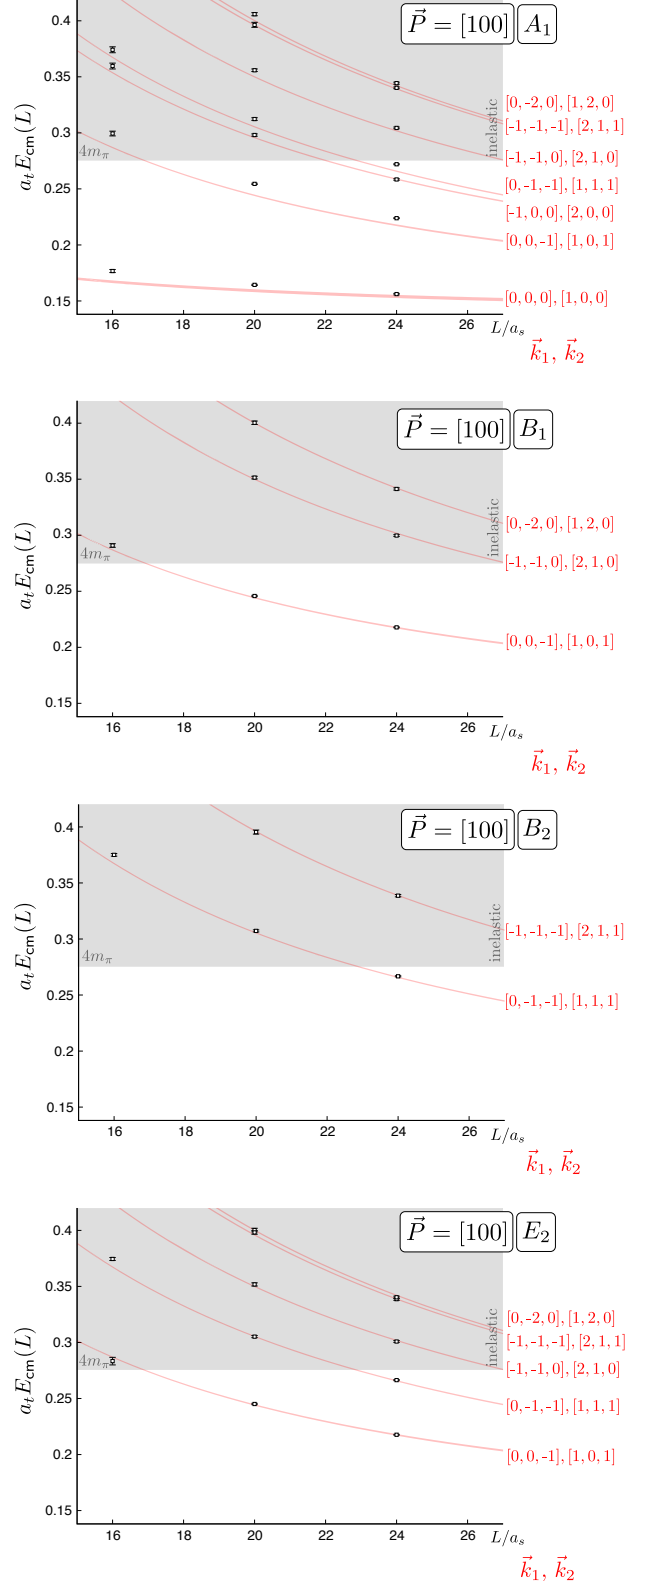 0.4
0.35
0.3
0.25
0.2
0.15
a_t E_cm(L)
P⃗ = [100] A₁
inelastic
4m_π
[0, -2, 0], [1, 2, 0]
[-1, -1, -1], [2, 1, 1]
[-1, -1, 0], [2, 1, 0]
[0, -1, -1], [1, 1, 1]
[-1, 0, 0], [2, 0, 0]
[0, 0, -1], [1, 0, 1]
[0, 0, 0], [1, 0, 0]
16 18 20 22 24 26 L/a_s
k⃗₁, k⃗₂
0.4
0.35
0.3
0.25
0.2
0.15
a_t E_cm(L)
P⃗ = [100] B₁
inelastic
4m_π
[0, -2, 0], [1, 2, 0]
[-1, -1, 0], [2, 1, 0]
[0, 0, -1], [1, 0, 1]
16 18 20 22 24 26 L/a_s
k⃗₁, k⃗₂
0.4
0.35
0.3
0.25
0.2
0.15
a_t E_cm(L)
P⃗ = [100] B₂
inelastic
4m_π
[-1, -1, -1], [2, 1, 1]
[0, -1, -1], [1, 1, 1]
16 18 20 22 24 26 L/a_s
k⃗₁, k⃗₂
0.4
0.35
0.3
0.25
0.2
0.15
a_t E_cm(L)
P⃗ = [100] E₂
inelastic
4m_π
[0, -2, 0], [1, 2, 0]
[-1, -1, -1], [2, 1, 1]
[-1, -1, 0], [2, 1, 0]
[0, -1, -1], [1, 1, 1]
[0, 0, -1], [1, 0, 1]
16 18 20 22 24 26 L/a_s
k⃗₁, k⃗₂